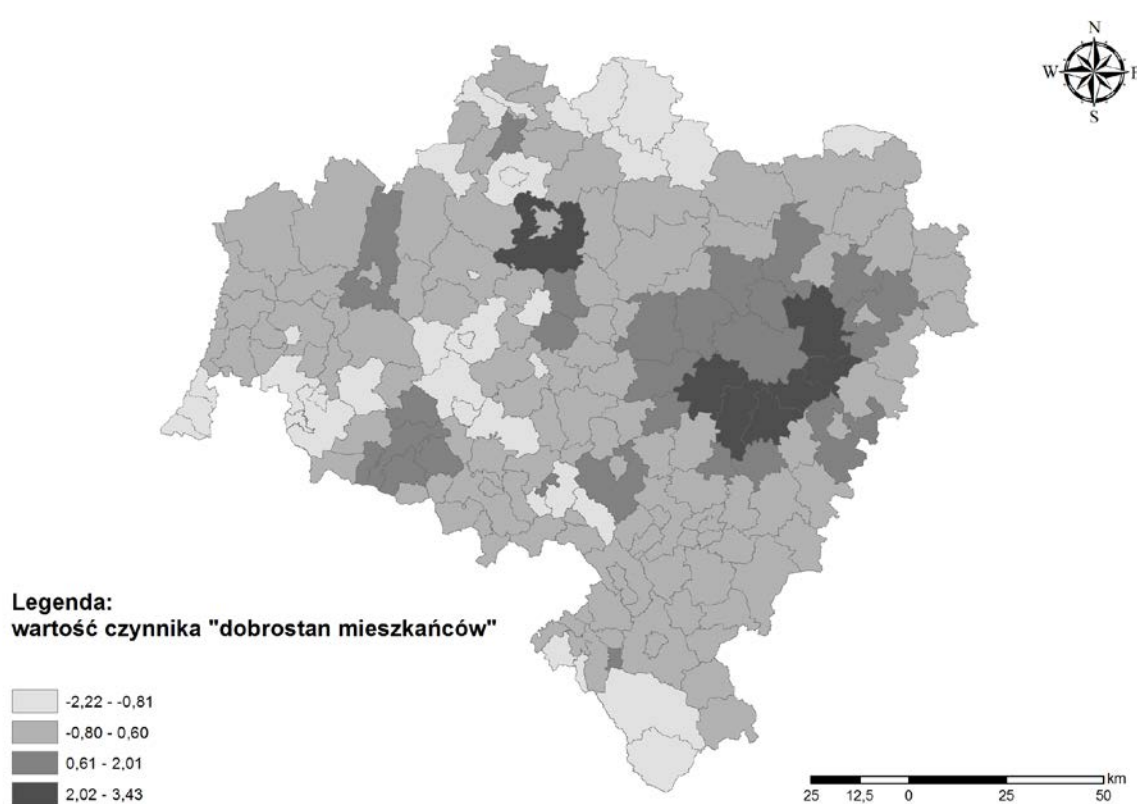 N
W E
S
Legenda:
wartość czynnika "dobrostan mieszkańców"
-2,22 - -0,81
-0,80 - 0,60
0,61 - 2,01
2,02 - 3,43
km
25 12,5 0 25 50